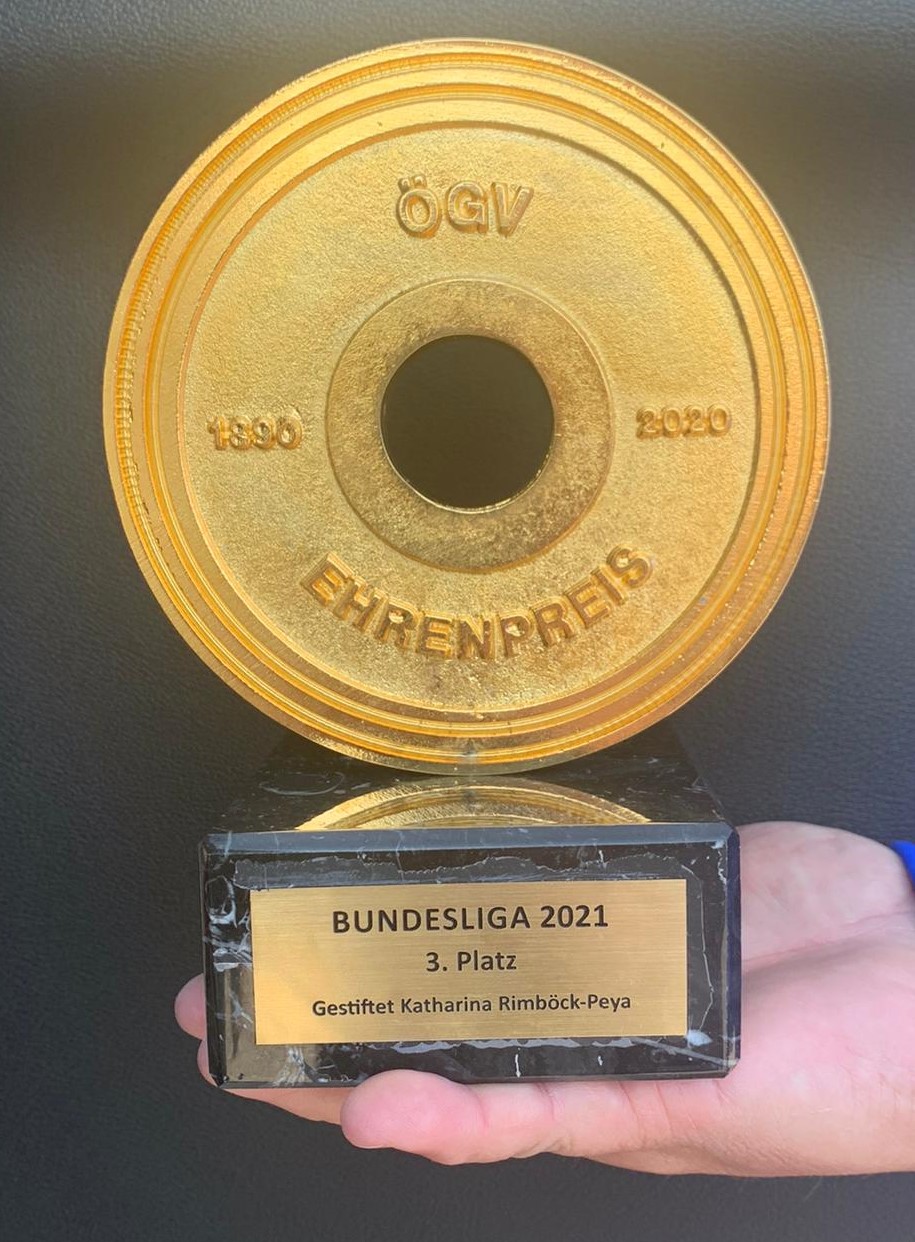 ÖGV
1890 2020
EHRENPREIS
BUNDESLIGA 2021
3. Platz
Gestiftet Katharina Rimböck-Peya